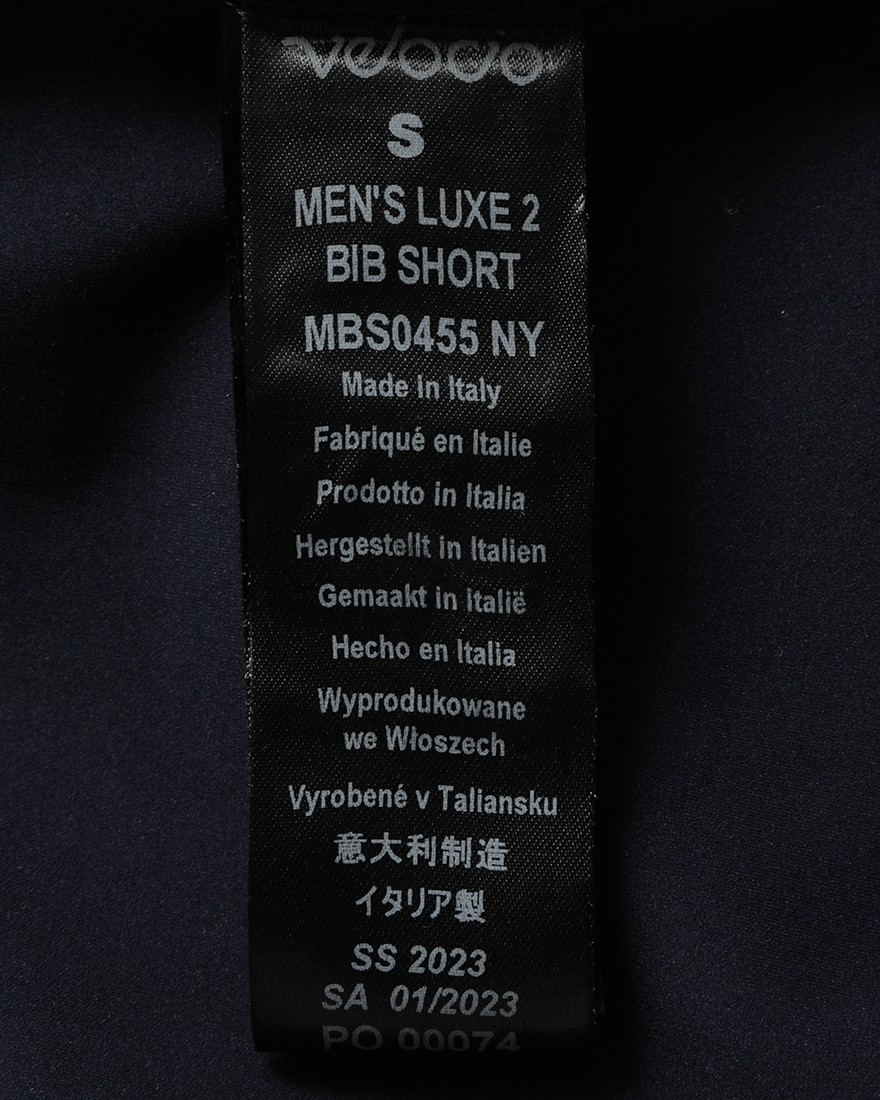 velocio
S
MEN'S LUXE 2
BIB SHORT
MBS0455 NY
Made in Italy
Fabriqué en Italie
Prodotto in Italia
Hergestellt in Italien
Gemaakt in Italië
Hecho en Italia
Wyprodukowane
we Włoszech
Vyrobené v Taliansku
意大利制造
イタリア製
SS 2023
SA 01/2023
PO 00074